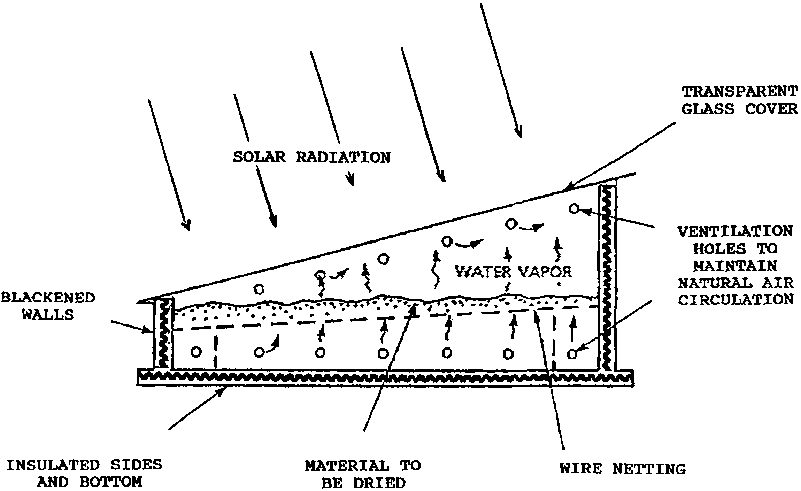 TRANSPARENT
GLASS COVER
SOLAR RADIATION
VENTILATION
HOLES TO
MAINTAIN
NATURAL AIR
CIRCULATION
WATER VAPOR
BLACKENED
WALLS
INSULATED SIDES
AND BOTTOM
MATERIAL TO
BE DRIED
WIRE NETTING